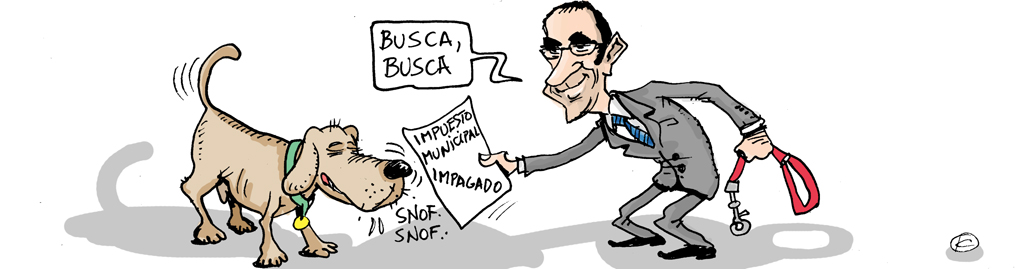 BUSCA,
BUSCA
IMPUESTO
MUNICIPAL
IMPAGADO
SNOF.
SNOF.